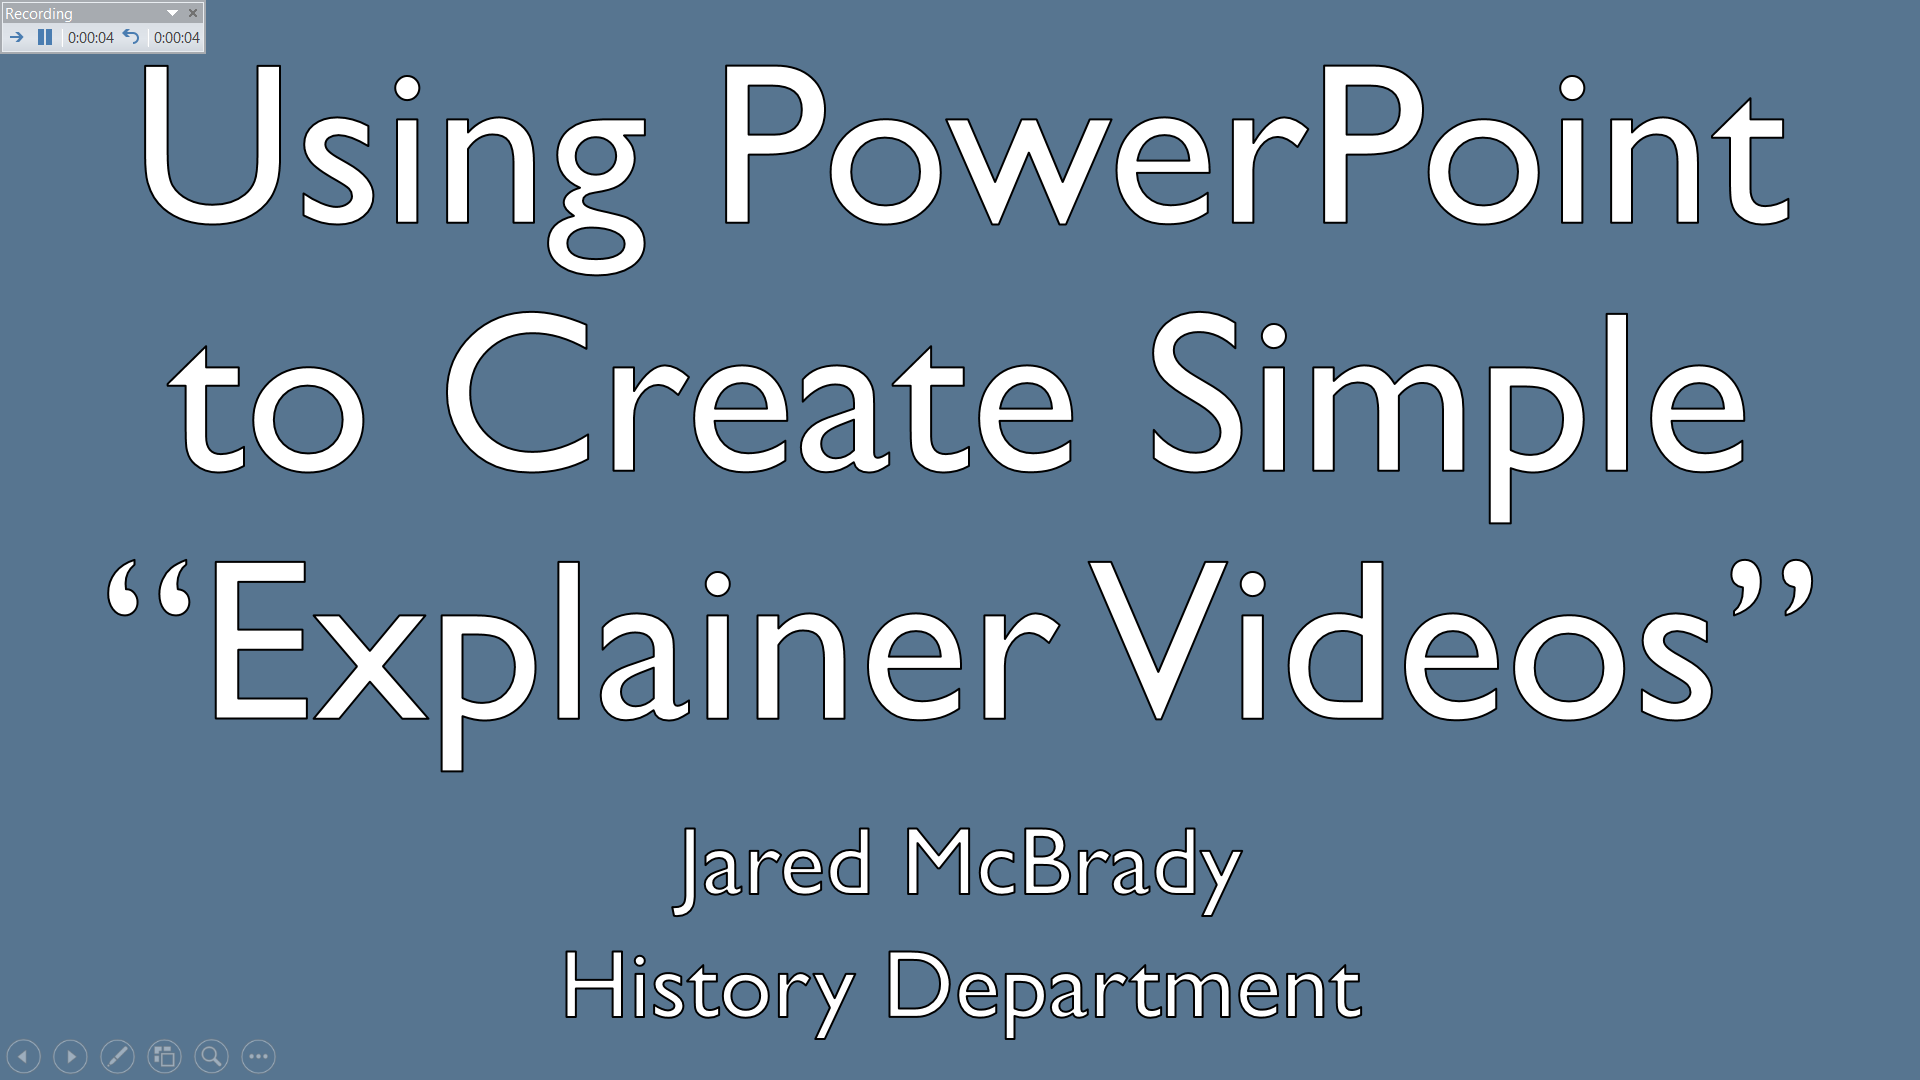 Recording
0:00:04 0:00:04
Using PowerPoint
to Create Simple
“Explainer Videos”
Jared McBrady
History Department